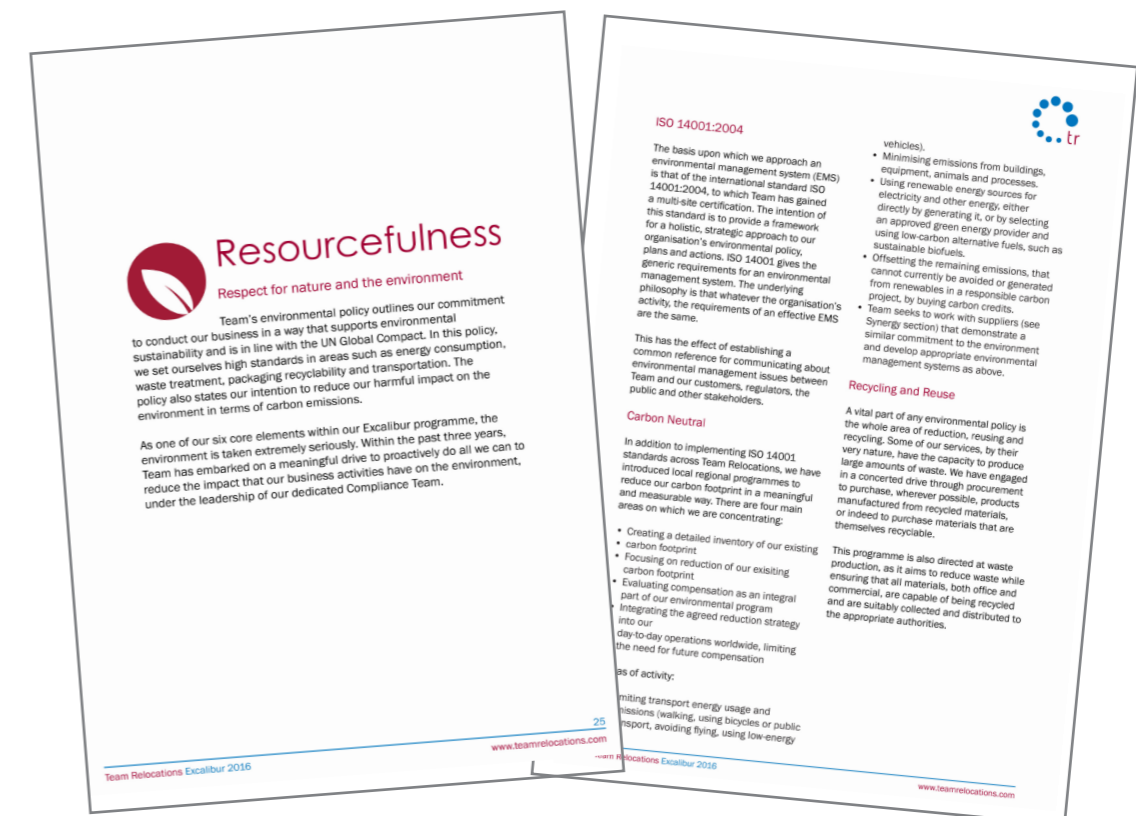 Resourcefulness
Respect for nature and the environment
Team's environmental policy outlines our commitment
to conduct our business in a way that supports environmental
sustainability and is in line with the UN Global Compact. In this policy,
we set ourselves high standards in areas such as energy consumption,
waste treatment, packaging recyclability and transportation. The
policy also states our intention to reduce our harmful impact on the
environment in terms of carbon emissions.
As one of our six core elements within our Excalibur programme, the
environment is taken extremely seriously. Within the past three years,
Team has embarked on a meaningful drive to proactively do all we can to
reduce the impact that our business activities have on the environment,
under the leadership of our dedicated Compliance Team.
25
Team Relocations Excalibur 2016
www.teamrelocations.com
tr
ISO 14001:2004
The basis upon which we approach an
environmental management system (EMS)
is that of the international standard ISO
14001:2004, to which Team has gained
a multi-site certification. The intention of
this standard is to provide a framework
for a holistic, strategic approach to our
organisation's environmental policy,
plans and actions. ISO 14001 gives the
generic requirements for an environmental
management system. The underlying
philosophy is that whatever the organisation's
activity, the requirements of an effective EMS
are the same.
This has the effect of establishing a
common reference for communicating about
environmental management issues between
Team and our customers, regulators, the
public and other stakeholders.
Carbon Neutral
In addition to implementing ISO 14001
standards across Team Relocations, we have
introduced local regional programmes to
reduce our carbon footprint in a meaningful
and measurable way. There are four main
areas on which we are concentrating:
• Creating a detailed inventory of our existing
• carbon footprint
• Focusing on reduction of our exisiting
carbon footprint
• Evaluating compensation as an integral
part of our environmental program
• Integrating the agreed reduction strategy
into our
day-to-day operations worldwide, limiting
the need for future compensation
as of activity:
miting transport energy usage and
nissions (walking, using bicycles or public
nsport, avoiding flying, using low-energy
vehicles).
• Minimising emissions from buildings,
equipment, animals and processes.
• Using renewable energy sources for
electricity and other energy, either
directly by generating it, or by selecting
an approved green energy provider and
using low-carbon alternative fuels, such as
sustainable biofuels.
• Offsetting the remaining emissions, that
cannot currently be avoided or generated
from renewables in a responsible carbon
project, by buying carbon credits.
• Team seeks to work with suppliers (see
Synergy section) that demonstrate a
similar commitment to the environment
and develop appropriate environmental
management systems as above.
Recycling and Reuse
A vital part of any environmental policy is
the whole area of reduction, reusing and
recycling. Some of our services, by their
very nature, have the capacity to produce
large amounts of waste. We have engaged
in a concerted drive through procurement
to purchase, wherever possible, products
manufactured from recycled materials,
or indeed to purchase materials that are
themselves recyclable.
This programme is also directed at waste
production, as it aims to reduce waste while
ensuring that all materials, both office and
commercial, are capable of being recycled
and are suitably collected and distributed to
the appropriate authorities.
Team Relocations Excalibur 2016
www.teamrelocations.com